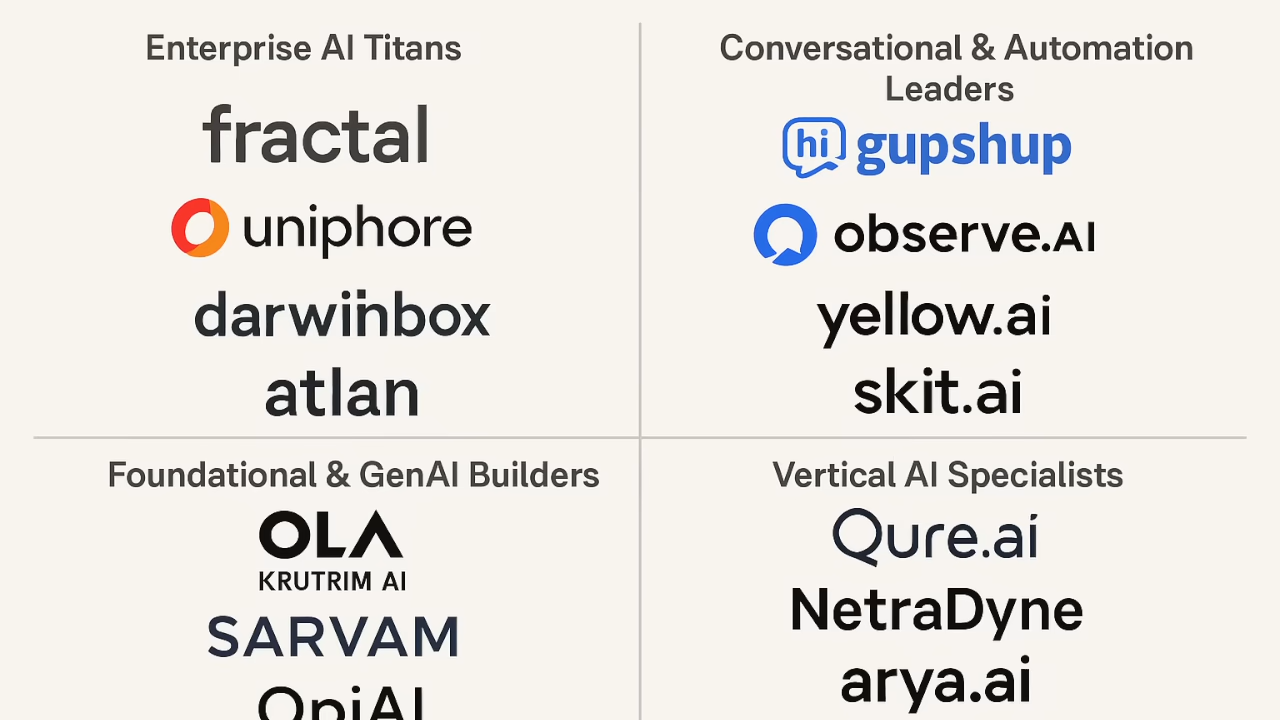 Enterprise AI Titans
fractal
uniphore
darwinbox
atlan
Conversational & Automation
Leaders
hi gupshup
observe.AI
yellow.ai
skit.ai
Foundational & GenAI Builders
OLA
KRUTRIM AI
SARVAM
Vertical AI Specialists
Qure.ai
NetraDyne
arya.ai